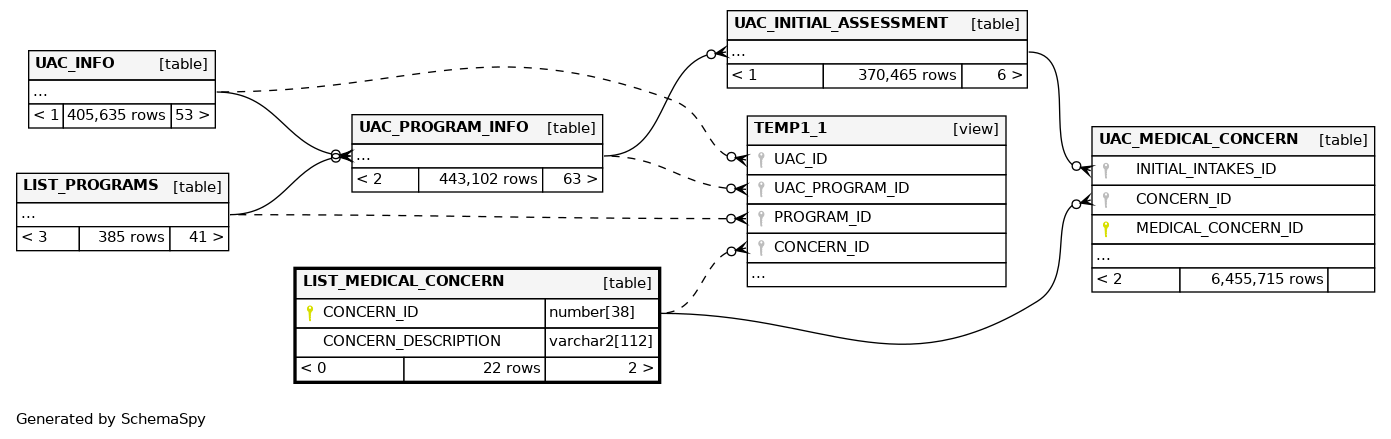 UAC_INITIAL_ASSESSMENT [table]
...
< 1 370,465 rows 6 >
UAC_INFO [table]
...
< 1 405,635 rows 53 >
UAC_PROGRAM_INFO [table]
...
< 2 443,102 rows 63 >
LIST_PROGRAMS [table]
...
< 3 385 rows 41 >
TEMP1_1 [view]
UAC_ID
UAC_PROGRAM_ID
PROGRAM_ID
CONCERN_ID
...
UAC_MEDICAL_CONCERN [table]
INITIAL_INTAKES_ID
CONCERN_ID
MEDICAL_CONCERN_ID
...
< 2 6,455,715 rows
LIST_MEDICAL_CONCERN [table]
CONCERN_ID number[38]
CONCERN_DESCRIPTION varchar2[112]
< 0 22 rows 2 >
Generated by SchemaSpy